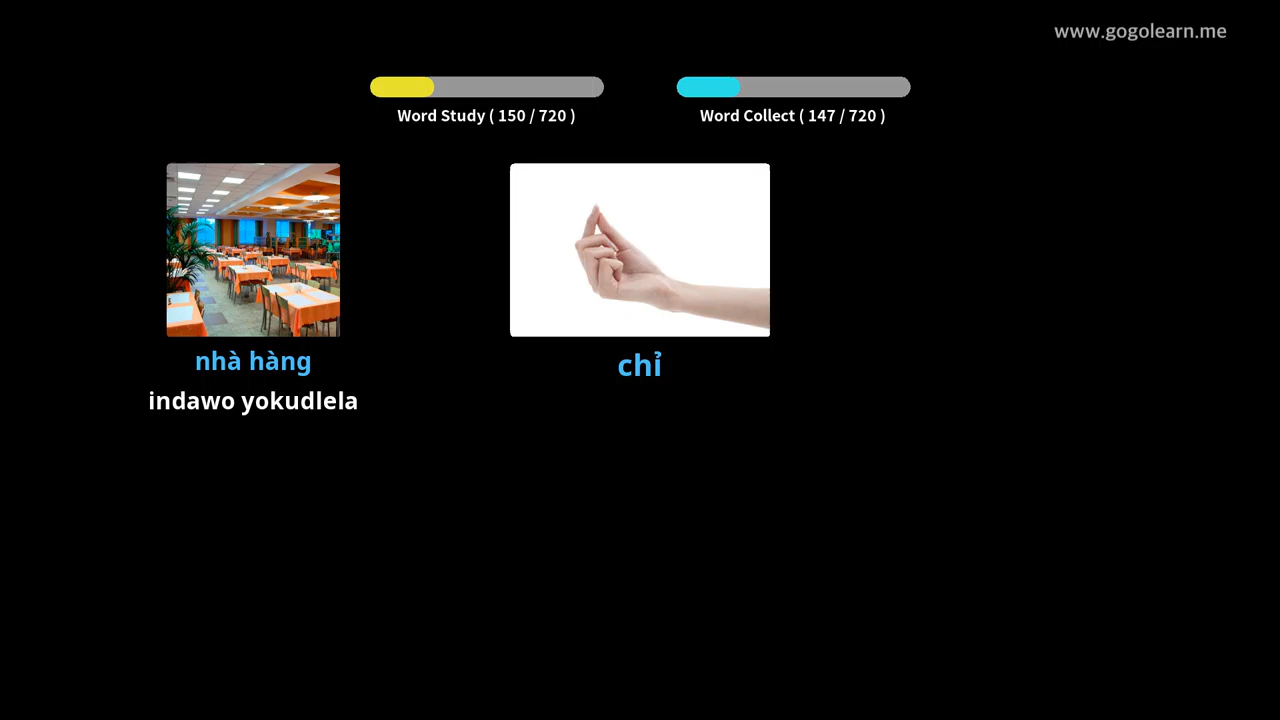 www.gogolearn.me
Word Study ( 150 / 720 )
Word Collect ( 147 / 720 )
nhà hàng
indawo yokudlela
chỉ